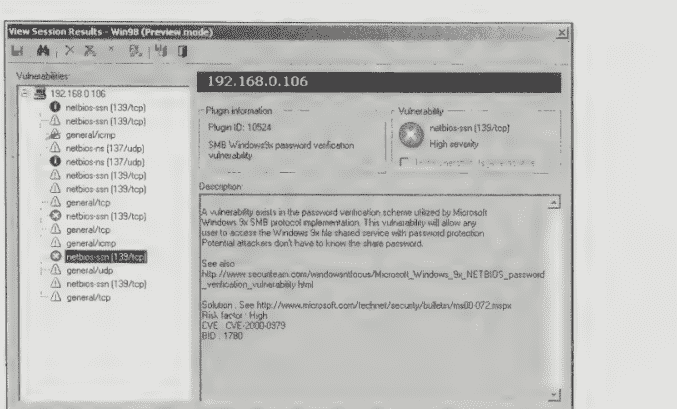 View Session Results - Win98 (Preview mode)
Vulnerabilities:
192.168.0.106
netbios-ssn (139/tcp)
netbios-ssn (139/tcp)
general/icmp
netbios-ns (137/udp)
netbios-ns (137/udp)
netbios-ssn (139/tcp)
netbios-ssn (139/tcp)
general/tcp
netbios-ssn (139/tcp)
general/tcp
general/icmp
netbios-ssn (139/tcp)
general/udp
netbios-ssn (139/tcp)
general/tcp
192.168.0.106
Plugin information
Plugin ID: 10524
SMB Windows9x password verification
vulnerability
Vulnerability
netbios-ssn (139/tcp)
High severity
Description:
A vulnerability exists in the password verification scheme utilized by Microsoft
Windows 9x SMB protocol implementation. This vulnerability will allow any
user to access the Windows 9x file shared service with password protection.
Potential attackers don't have to know the share password.
See also:
http://www.securiteam.com/windowsntfocus/Microsoft_Windows_9x_NETBIOS_password
_verification_vulnerability.html
Solution : See http://www.microsoft.com/technet/security/bulletin/ms00-072.mspx
Risk factor : High
CVE : CVE-2000-0979
BID : 1780